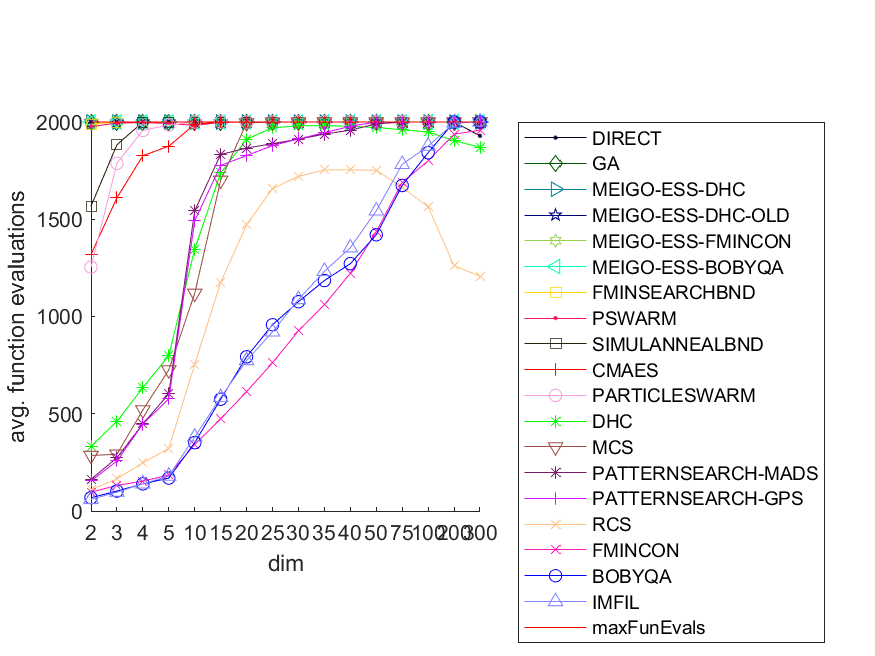 2000
1500
1000
500
0
avg. function evaluations
2 3 4 5 10 15 20 25 30 35 40 50 75 100 200 300
dim
DIRECT
GA
MEIGO-ESS-DHC
MEIGO-ESS-DHC-OLD
MEIGO-ESS-FMINCON
MEIGO-ESS-BOBYQA
FMINSEARCHBND
PSWARM
SIMULANNEALBND
CMAES
PARTICLESWARM
DHC
MCS
PATTERNSEARCH-MADS
PATTERNSEARCH-GPS
RCS
FMINCON
BOBYQA
IMFIL
maxFunEvals